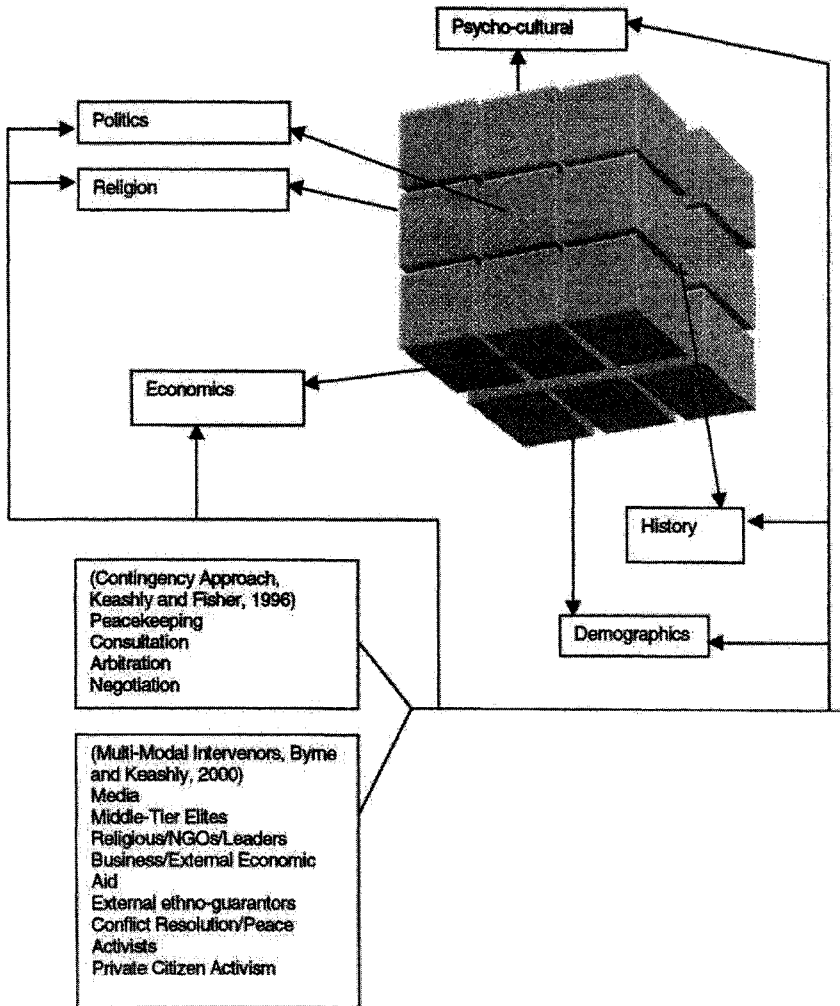 Psycho-cultural
Politics
Religion
Economics
History
Demographics
(Contingency Approach,
Keashly and Fisher, 1996)
Peacekeeping
Consultation
Arbitration
Negotiation
(Multi-Modal Intervenors, Byrne
and Keashly, 2000)
Media
Middle-Tier Elites
Religious/NGOs/Leaders
Business/External Economic
Aid
External ethno-guarantors
Conflict Resolution/Peace
Activists
Private Citizen Activism